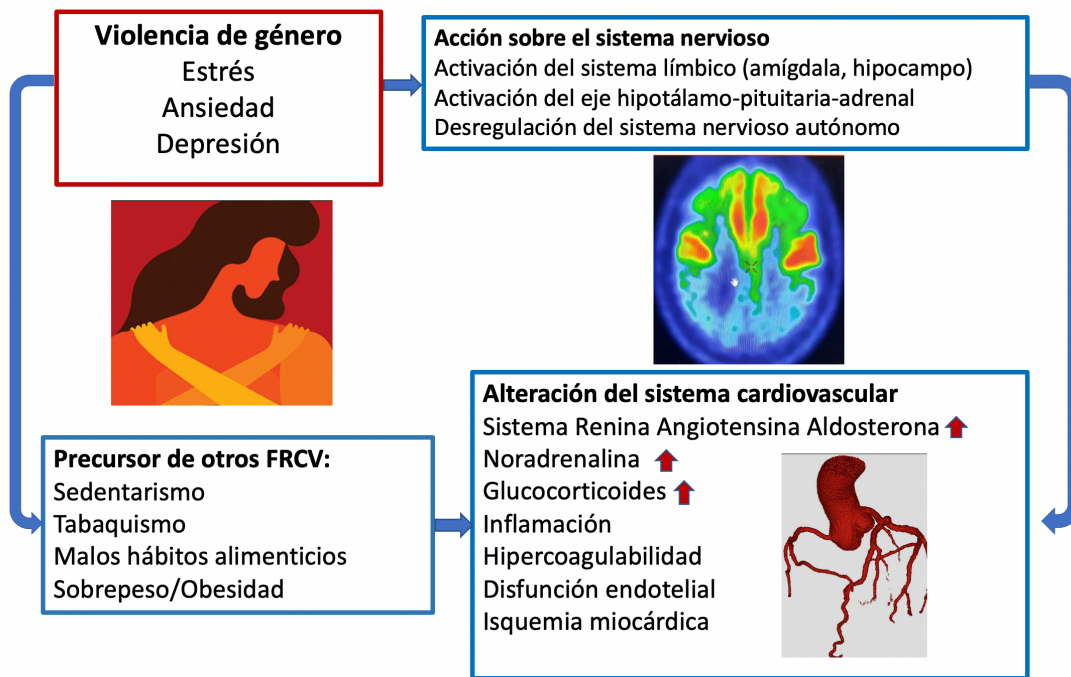 Violencia de género
Estrés
Ansiedad
Depresión
Acción sobre el sistema nervioso
Activación del sistema límbico (amígdala, hipocampo)
Activación del eje hipotálamo-pituitaria-adrenal
Desregulación del sistema nervioso autónomo
Precursor de otros FRCV:
Sedentarismo
Tabaquismo
Malos hábitos alimenticios
Sobrepeso/Obesidad
Alteración del sistema cardiovascular
Sistema Renina Angiotensina Aldosterona
Noradrenalina
Glucocorticoides
Inflamación
Hipercoagulabilidad
Disfunción endotelial
Isquemia miocárdica